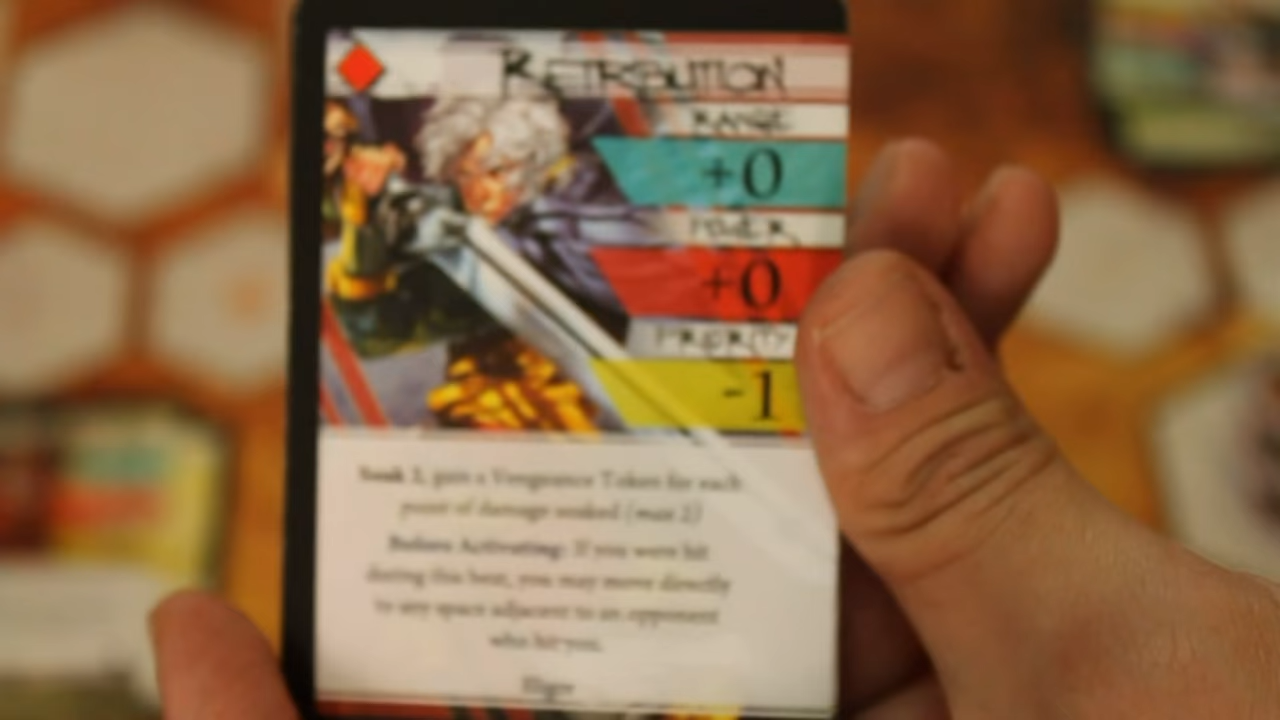 RETRIBUTION
RANGE
+0
POWER
+0
PRIORITY
-1
Soak 2, gain a Vengeance Token for each
point of damage soaked (max 2)
Before Activating: If you were hit
during this beat, you may move directly
to any space adjacent to an opponent
who hit you.
Eligor